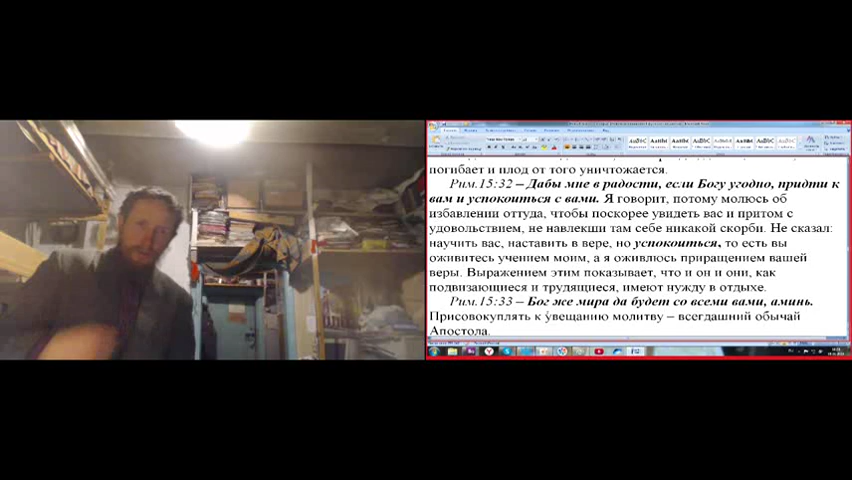 погибает и плод от того уничтожается.
Рим.15:32 – Дабы мне в радости, если Богу угодно, придти к
вам и успокоиться с вами. Я говорит, потому молюсь об
избавлении оттуда, чтобы поскорее увидеть вас и притом с
удовольствием, не навлекши там себе никакой скорби. Не сказал:
научить вас, наставить в вере, но успокоиться, то есть вы
оживитесь учением моим, а я оживлюсь приращением вашей
веры. Выражением этим показывает, что и он и они, как
подвизающиеся и трудящиеся, имеют нужду в отдыхе.
Рим.15:33 – Бог же мира да будет со всеми вами, аминь.
Присовокуплять к увещанию молитву – всегдашний обычай
Апостола.